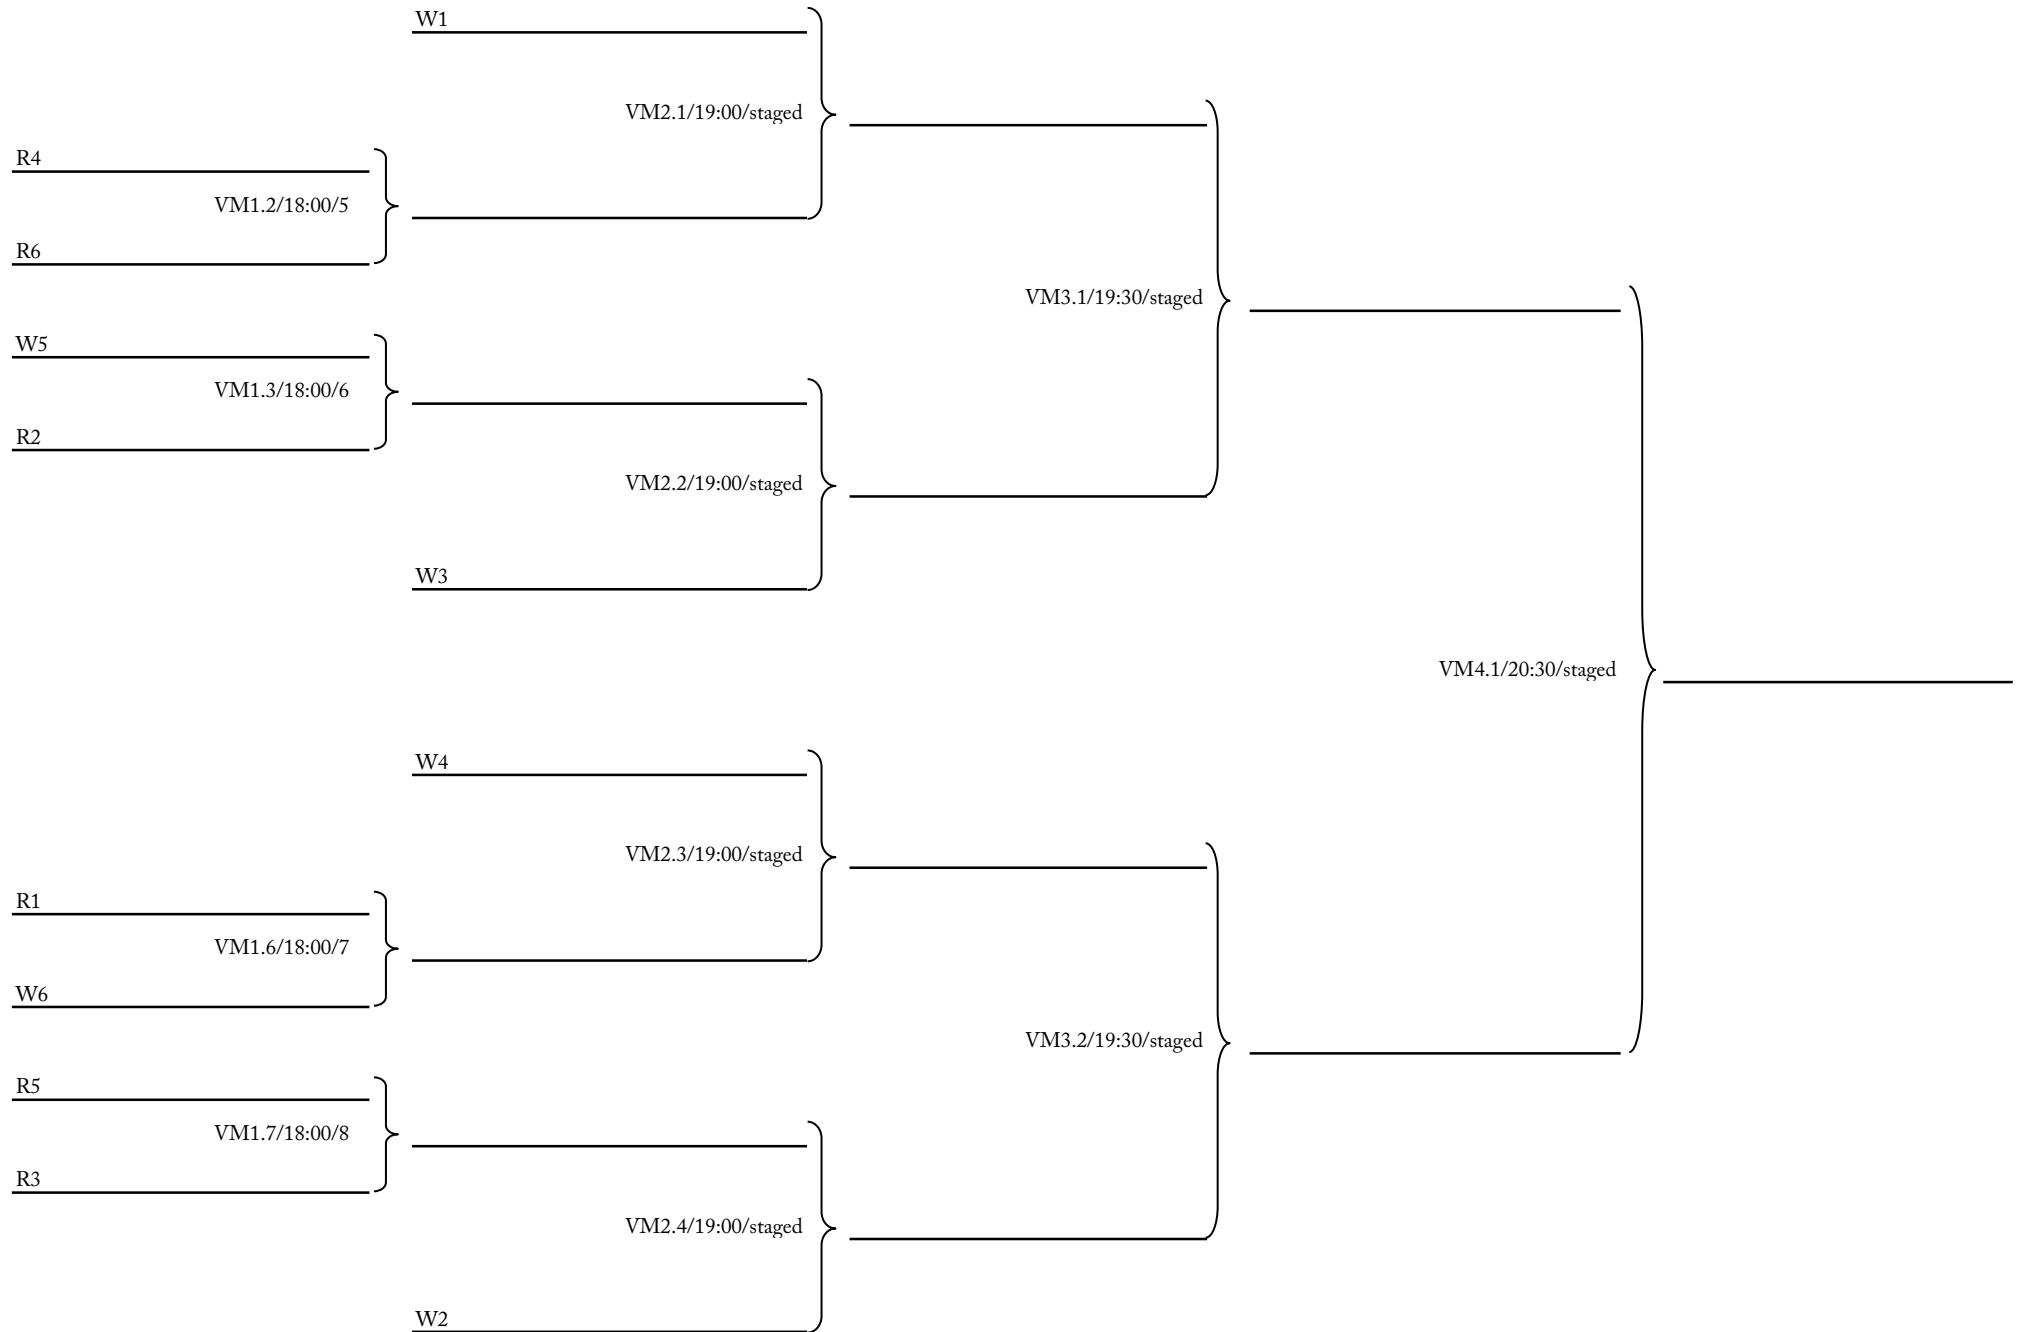 W1
VM2.1/19:00/staged
R4
VM1.2/18:00/5
R6
VM3.1/19:30/staged
W5
VM1.3/18:00/6
R2
VM2.2/19:00/staged
W3
VM4.1/20:30/staged
W4
VM2.3/19:00/staged
R1
VM1.6/18:00/7
W6
VM3.2/19:30/staged
R5
VM1.7/18:00/8
R3
VM2.4/19:00/staged
W2